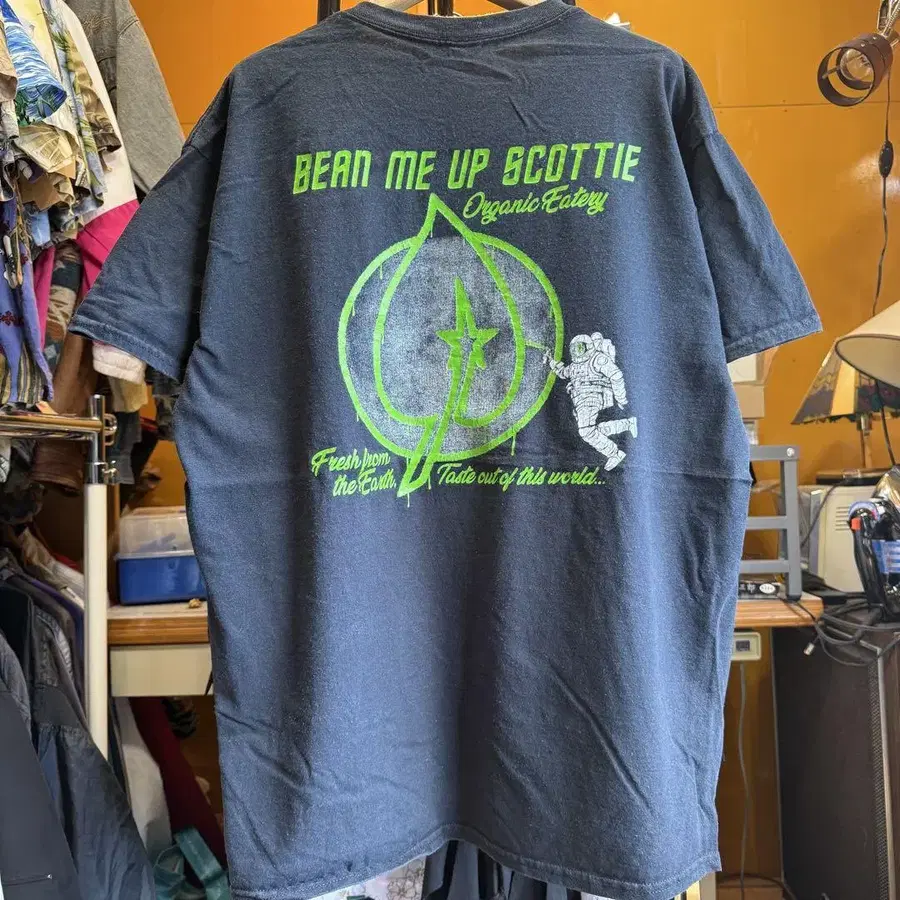 BEAN ME UP SCOTTIE
Organic Eatery
Fresh from
the Earth,
Taste out of this world...